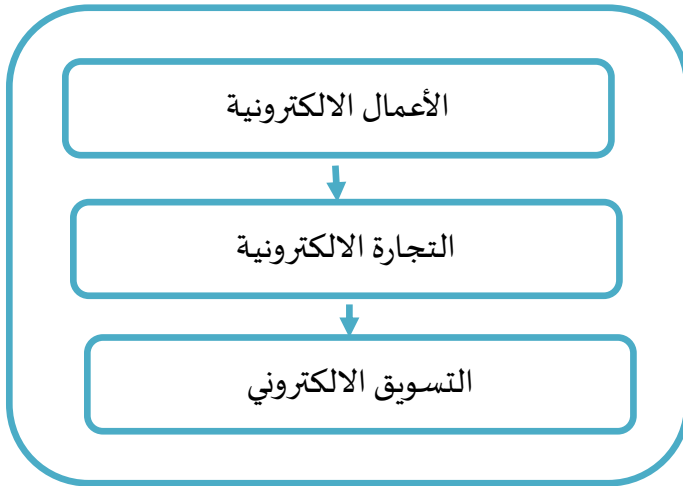 الأعمال الالكترونية
التجارة الالكترونية
التسويق الالكتروني